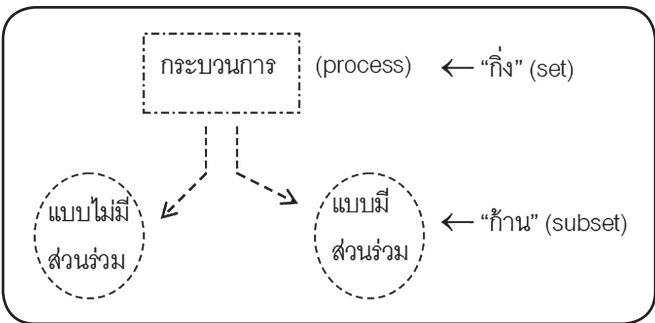 กระบวนการ (process) ← “กิ่ง” (set)
แบบไม่มี
ส่วนร่วม
แบบมี
ส่วนร่วม
← “ก้าน” (subset)